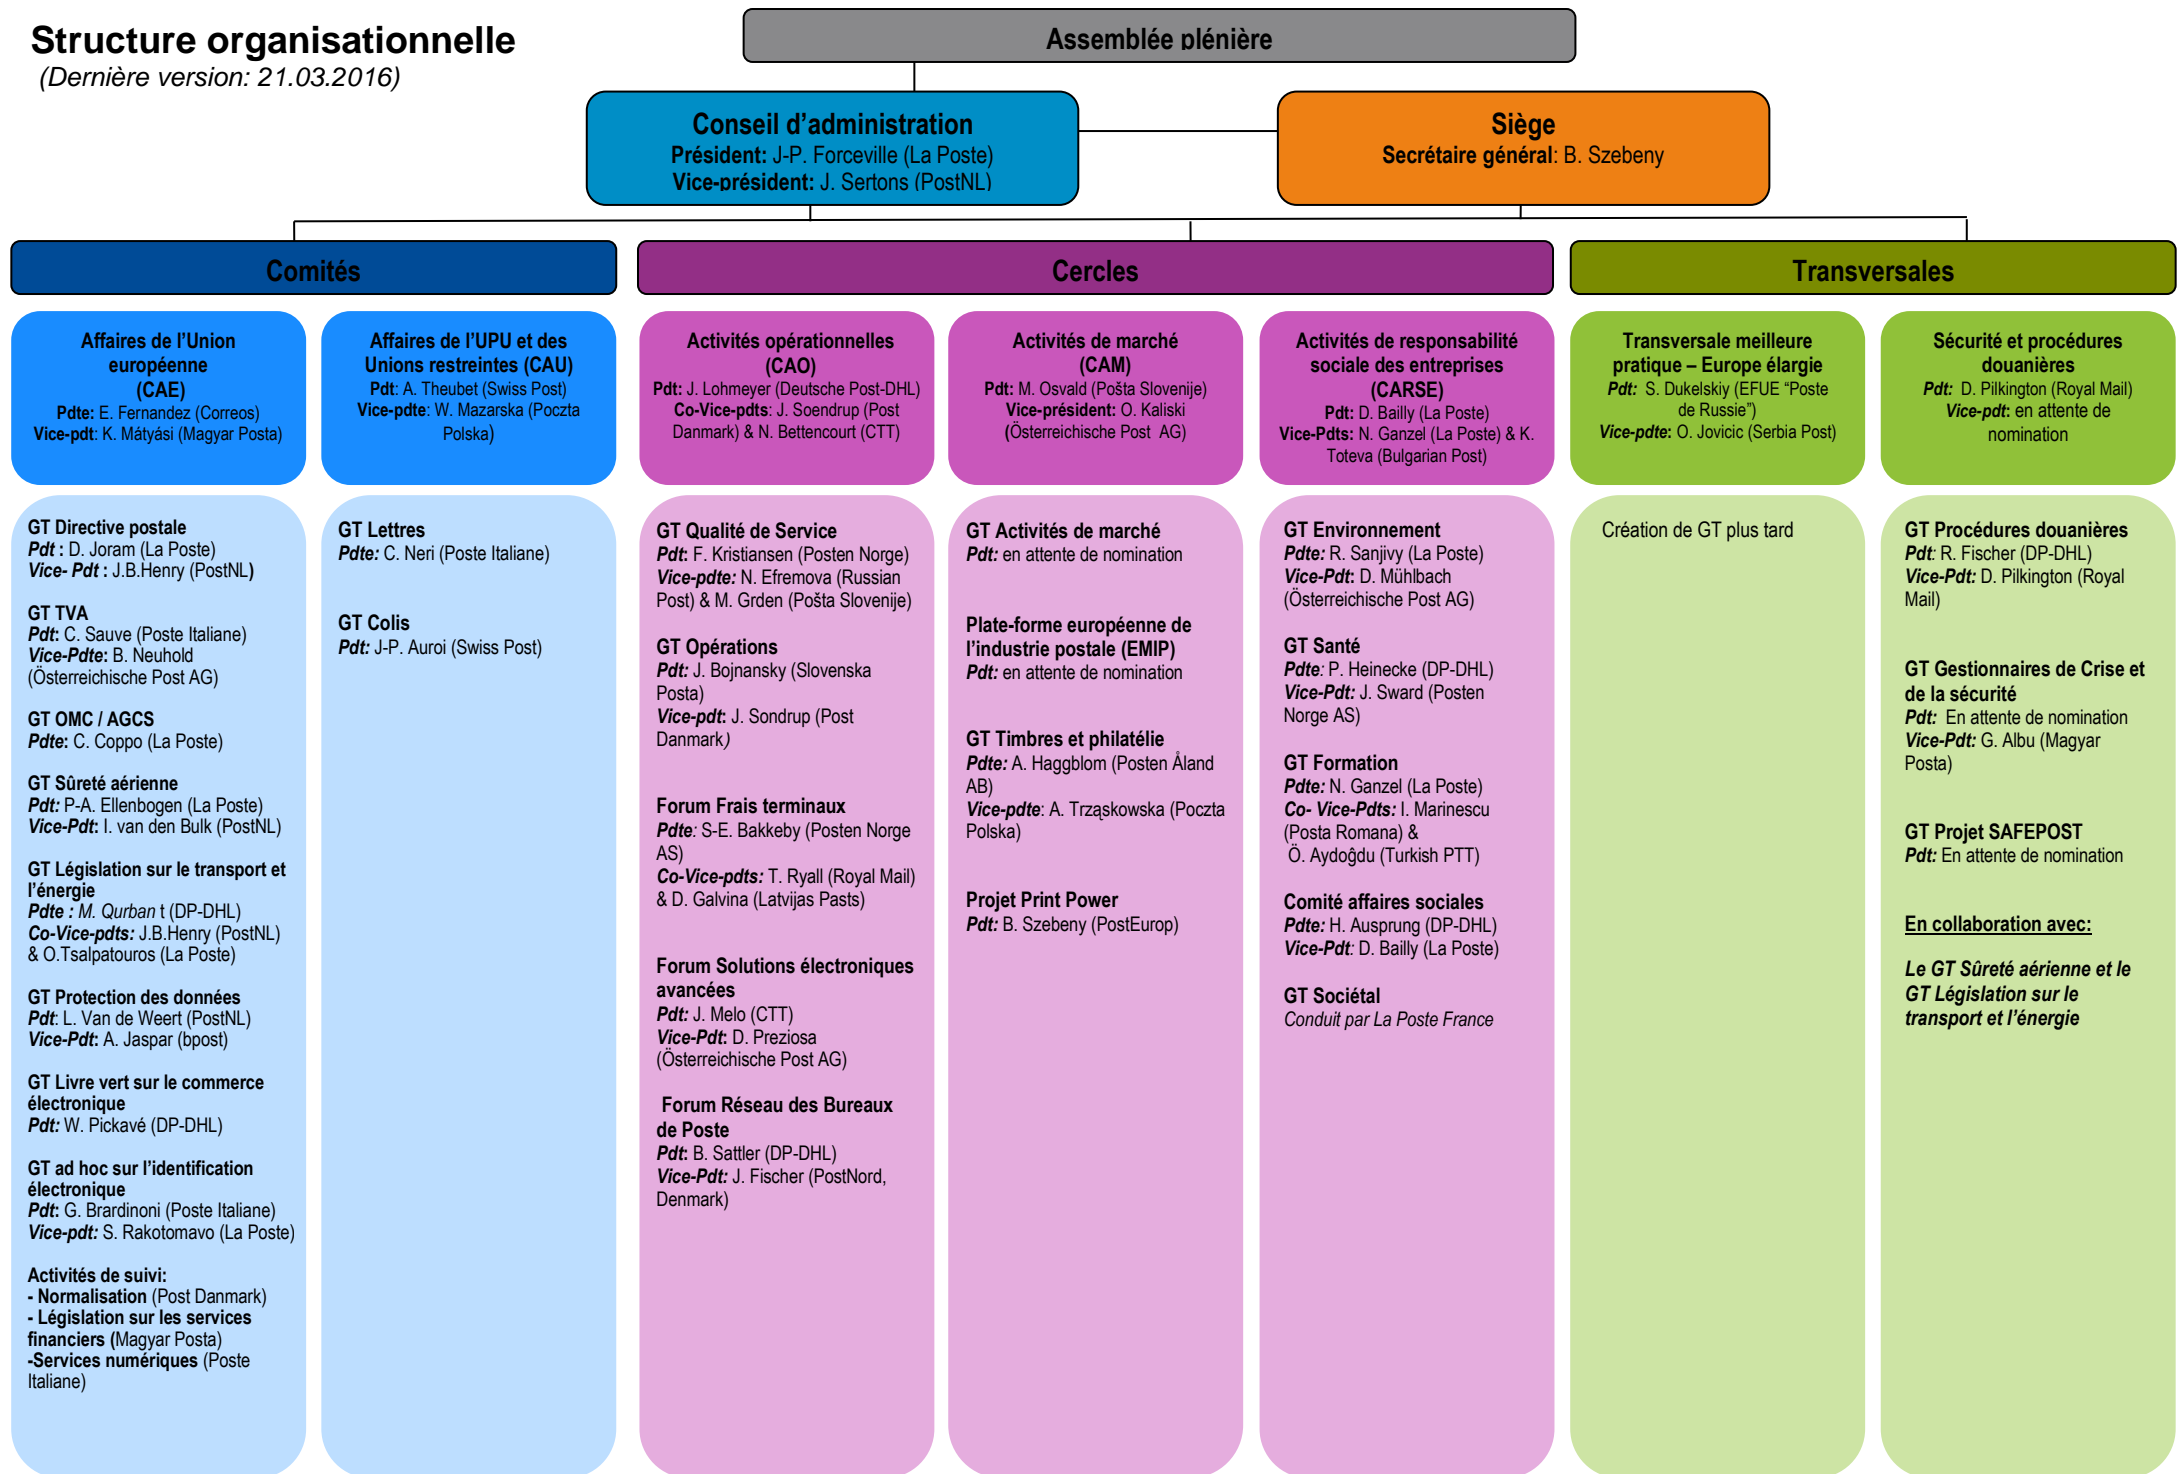 Structure organisationnelle
(Dernière version: 21.03.2016)
Assemblée plénière
Conseil d’administration
Président: J-P. Forceville (La Poste)
Vice-président: J. Sertons (PostNL)
Siège
Secrétaire général: B. Szebeny
Comités
Cercles
Transversales
Affaires de l’Union
européenne
(CAE)
Pdte: E. Fernandez (Correos)
Vice-pdt: K. Mátyási (Magyar Posta)
Affaires de l’UPU et des
Unions restreintes (CAU)
Pdt: A. Theubet (Swiss Post)
Vice-pdte: W. Mazarska (Poczta
Polska)
Activités opérationnelles
(CAO)
Pdt: J. Lohmeyer (Deutsche Post-DHL)
Co-Vice-pdts: J. Soendrup (Post
Danmark) & N. Bettencourt (CTT)
Activités de marché
(CAM)
Pdt: M. Osvald (Pošta Slovenije)
Vice-président: O. Kaliski
(Österreichische Post AG)
Activités de responsabilité
sociale des entreprises
(CARSE)
Pdt: D. Bailly (La Poste)
Vice-Pdts: N. Ganzel (La Poste) & K.
Toteva (Bulgarian Post)
Transversale meilleure
pratique – Europe élargie
Pdt: S. Dukelskiy (EFUE “Poste
de Russie”)
Vice-pdte: O. Jovicic (Serbia Post)
Sécurité et procédures
douanières
Pdt: D. Pilkington (Royal Mail)
Vice-pdt: en attente de
nomination
GT Directive postale
Pdt : D. Joram (La Poste)
Vice- Pdt : J.B.Henry (PostNL)
GT TVA
Pdt: C. Sauve (Poste Italiane)
Vice-Pdte: B. Neuhold
(Österreichische Post AG)
GT OMC / AGCS
Pdte: C. Coppo (La Poste)
GT Sûreté aérienne
Pdt: P-A. Ellenbogen (La Poste)
Vice-Pdt: I. van den Bulk (PostNL)
GT Législation sur le transport et
l’énergie
Pdte : M. Qurban t (DP-DHL)
Co-Vice-pdts: J.B.Henry (PostNL)
& O.Tsalpatouros (La Poste)
GT Protection des données
Pdt: L. Van de Weert (PostNL)
Vice-Pdt: A. Jaspar (bpost)
GT Livre vert sur le commerce
électronique
Pdt: W. Pickavé (DP-DHL)
GT ad hoc sur l’identification
électronique
Pdt: G. Brardinoni (Poste Italiane)
Vice-pdt: S. Rakotomavo (La Poste)
Activités de suivi:
- Normalisation (Post Danmark)
- Législation sur les services
financiers (Magyar Posta)
-Services numériques (Poste
Italiane)
GT Lettres
Pdte: C. Neri (Poste Italiane)
GT Colis
Pdt: J-P. Auroi (Swiss Post)
GT Qualité de Service
Pdt: F. Kristiansen (Posten Norge)
Vice-pdte: N. Efremova (Russian
Post) & M. Grden (Pošta Slovenije)
GT Opérations
Pdt: J. Bojnansky (Slovenska
Posta)
Vice-pdt: J. Sondrup (Post
Danmark)
Forum Frais terminaux
Pdte: S-E. Bakkeby (Posten Norge
AS)
Co-Vice-pdts: T. Ryall (Royal Mail)
& D. Galvina (Latvijas Pasts)
Forum Solutions électroniques
avancées
Pdt: J. Melo (CTT)
Vice-Pdt: D. Preziosa
(Österreichische Post AG)
Forum Réseau des Bureaux
de Poste
Pdt: B. Sattler (DP-DHL)
Vice-Pdt: J. Fischer (PostNord,
Denmark)
GT Activités de marché
Pdt: en attente de nomination
Plate-forme européenne de
l’industrie postale (EMIP)
Pdt: en attente de nomination
GT Timbres et philatélie
Pdte: A. Haggblom (Posten Åland
AB)
Vice-pdte: A. Trząskowska (Poczta
Polska)
Projet Print Power
Pdt: B. Szebeny (PostEurop)
GT Environnement
Pdte: R. Sanjivy (La Poste)
Vice-Pdt: D. Mühlbach
(Österreichische Post AG)
GT Santé
Pdte: P. Heinecke (DP-DHL)
Vice-Pdt: J. Sward (Posten
Norge AS)
GT Formation
Pdte: N. Ganzel (La Poste)
Co- Vice-Pdts: I. Marinescu
(Posta Romana) &
Ö. Aydoĝdu (Turkish PTT)
Comité affaires sociales
Pdte: H. Ausprung (DP-DHL)
Vice-Pdt: D. Bailly (La Poste)
GT Sociétal
Conduit par La Poste France
Création de GT plus tard
GT Procédures douanières
Pdt: R. Fischer (DP-DHL)
Vice-Pdt: D. Pilkington (Royal
Mail)
GT Gestionnaires de Crise et
de la sécurité
Pdt: En attente de nomination
Vice-Pdt: G. Albu (Magyar
Posta)
GT Projet SAFEPOST
Pdt: En attente de nomination
En collaboration avec:
Le GT Sûreté aérienne et le
GT Législation sur le
transport et l’énergie